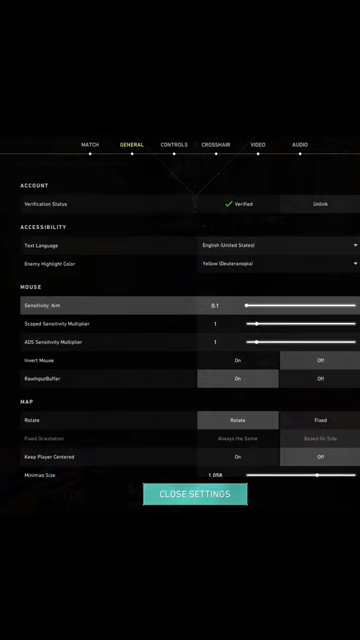 MATCH GENERAL CONTROLS CROSSHAIR VIDEO AUDIO
ACCOUNT
Verification Status Verified Unlink
ACCESSIBILITY
Text Language English (United States)
Enemy Highlight Color Yellow (Deuteranopia)
MOUSE
Sensitivity: Aim 0.1
Scoped Sensitivity Multiplier 1
ADS Sensitivity Multiplier 1
Invert Mouse On Off
RawInputBuffer On Off
MAP
Rotate Rotate Fixed
Fixed Orientation Always the Same Based On Side
Keep Player Centered On Off
Minimap Size 1.058
CLOSE SETTINGS